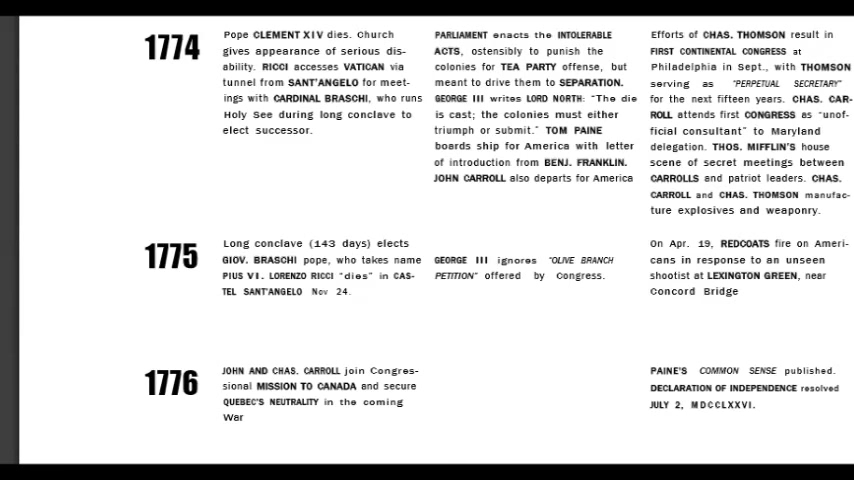 1774
Pope CLEMENT XIV dies. Church
gives appearance of serious dis-
ability. RICCI accesses VATICAN via
tunnel from SANT'ANGELO for meet-
ings with CARDINAL BRASCHI, who runs
Holy See during long conclave to
elect successor.
PARLIAMENT enacts the INTOLERABLE
ACTS, ostensibly to punish the
colonies for TEA PARTY offense, but
meant to drive them to SEPARATION.
GEORGE III writes LORD NORTH: "The die
is cast; the colonies must either
triumph or submit." TOM PAINE
boards ship for America with letter
of introduction from BENJ. FRANKLIN.
JOHN CARROLL also departs for America
Efforts of CHAS. THOMSON result in
FIRST CONTINENTAL CONGRESS at
Philadelphia in Sept., with THOMSON
serving as "PERPETUAL SECRETARY"
for the next fifteen years. CHAS. CAR-
ROLL attends first CONGRESS as "unof-
ficial consultant" to Maryland
delegation. THOS. MIFFLIN'S house
scene of secret meetings between
CARROLLS and patriot leaders. CHAS.
CARROLL and CHAS. THOMSON manufac-
ture explosives and weaponry.
1775
Long conclave (143 days) elects
GIOV. BRASCHI pope, who takes name
PIUS VI. LORENZO RICCI "dies" in CAS-
TEL SANT'ANGELO Nov 24.
GEORGE III ignores "OLIVE BRANCH
PETITION" offered by Congress.
On Apr. 19, REDCOATS fire on Ameri-
cans in response to an unseen
shootist at LEXINGTON GREEN, near
Concord Bridge
1776
JOHN AND CHAS. CARROLL join Congres-
sional MISSION TO CANADA and secure
QUEBEC'S NEUTRALITY in the coming
War
PAINE'S COMMON SENSE published.
DECLARATION OF INDEPENDENCE resolved
JULY 2, MDCCLXXVI.